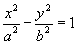 x²/a² − y²/b² = 1